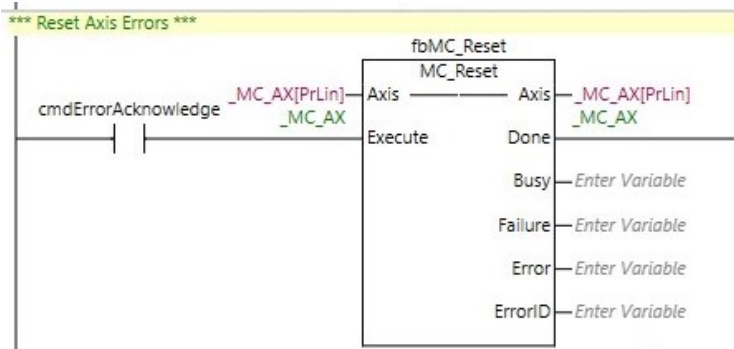 *** Reset Axis Errors ***
fbMC_Reset
MC_Reset
_MC_AX[PrLin] Axis Axis _MC_AX[PrLin]
cmdErrorAcknowledge _MC_AX _MC_AX
Execute Done
Busy Enter Variable
Failure Enter Variable
Error Enter Variable
ErrorID Enter Variable